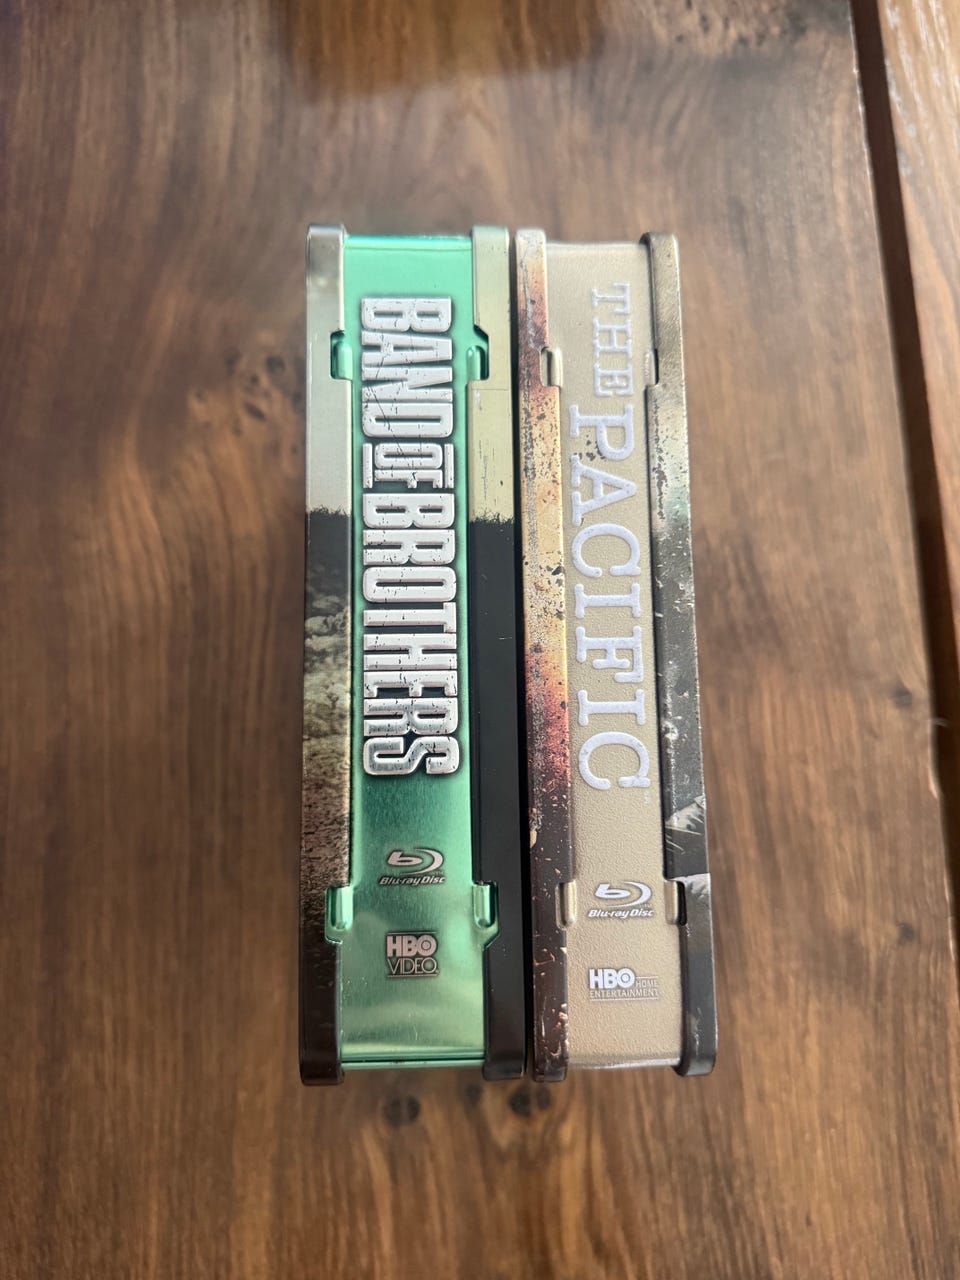 BAND OF BROTHERS
Blu-ray Disc
HBO
VIDEO
THE PACIFIC
Blu-ray Disc
HBO HOME
ENTERTAINMENT